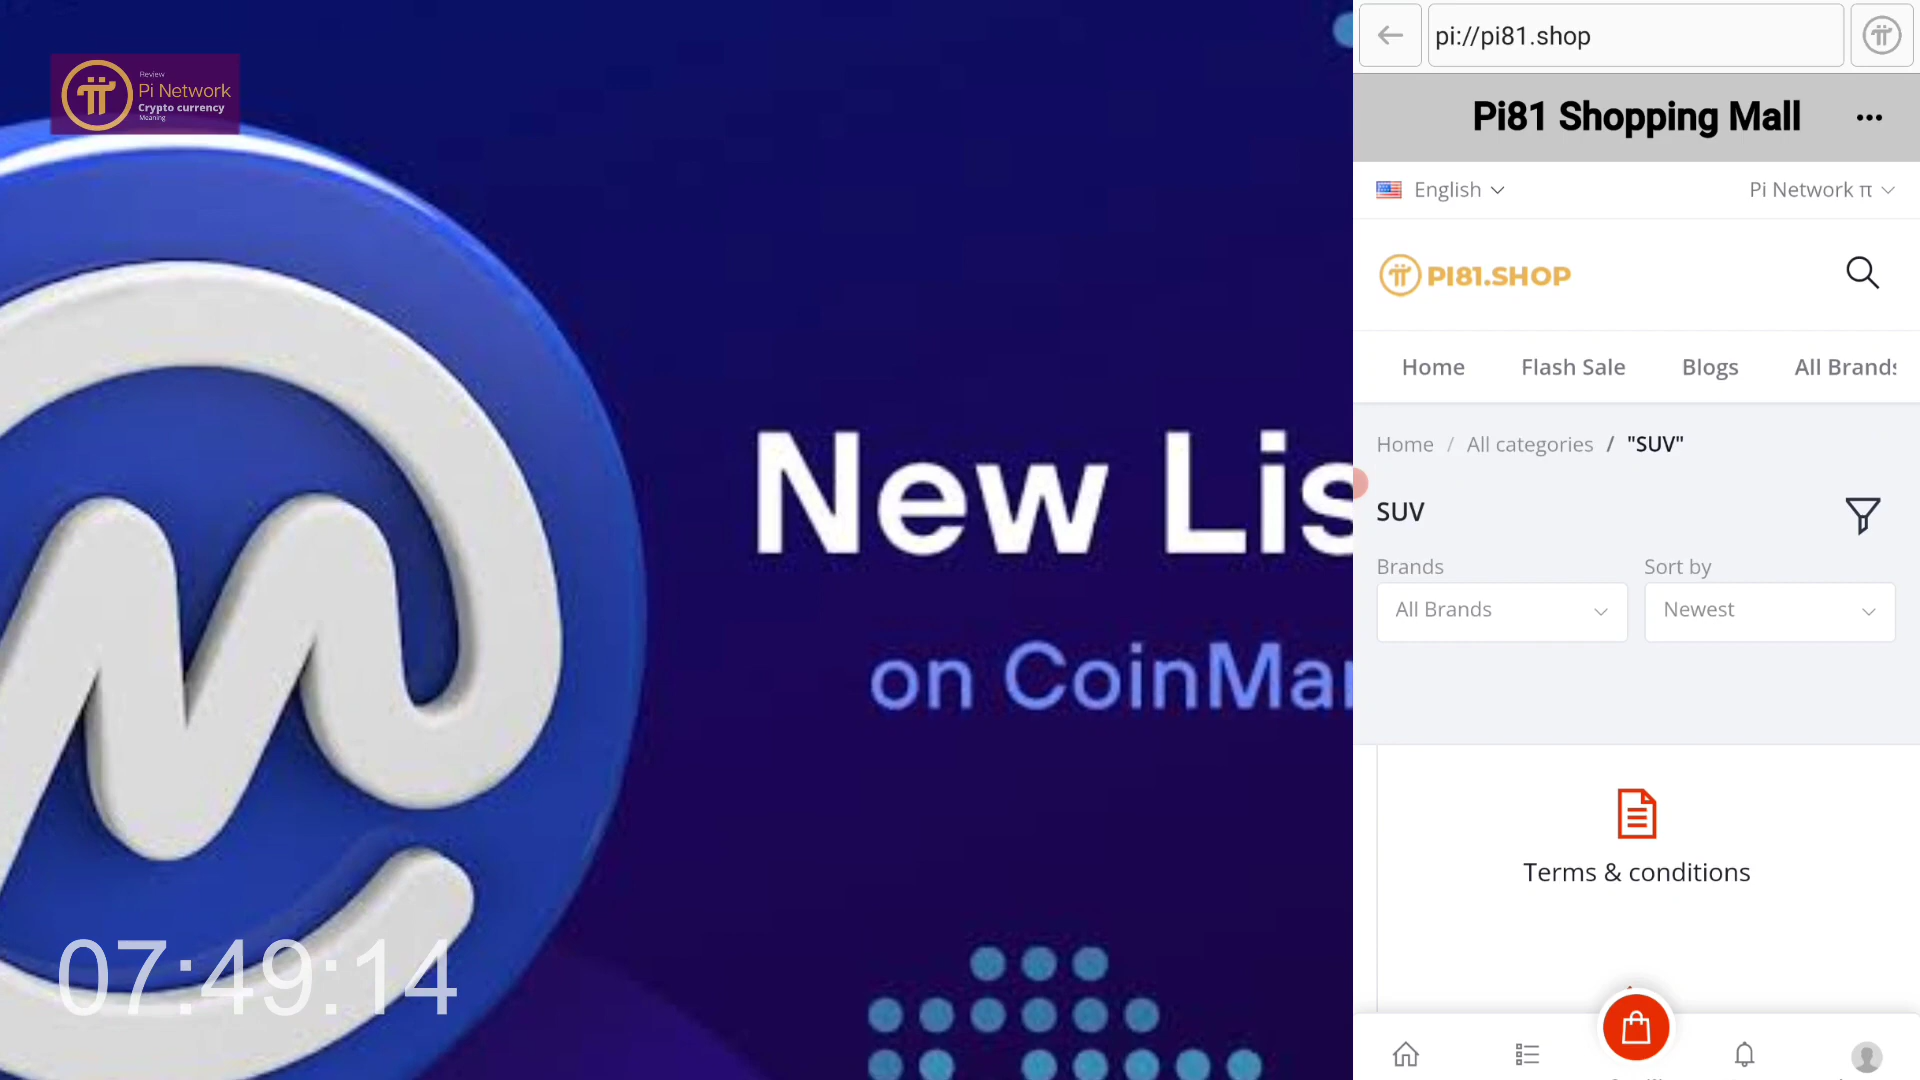 Review
Pi Network
Crypto currency
Meaning
New Lis
on CoinMar
07:49:14
pi://pi81.shop
Pi81 Shopping Mall
English
Pi Network π
PI81.SHOP
Home
Flash Sale
Blogs
All Brands
Home / All categories / "SUV"
SUV
Brands
Sort by
All Brands
Newest
Terms & conditions